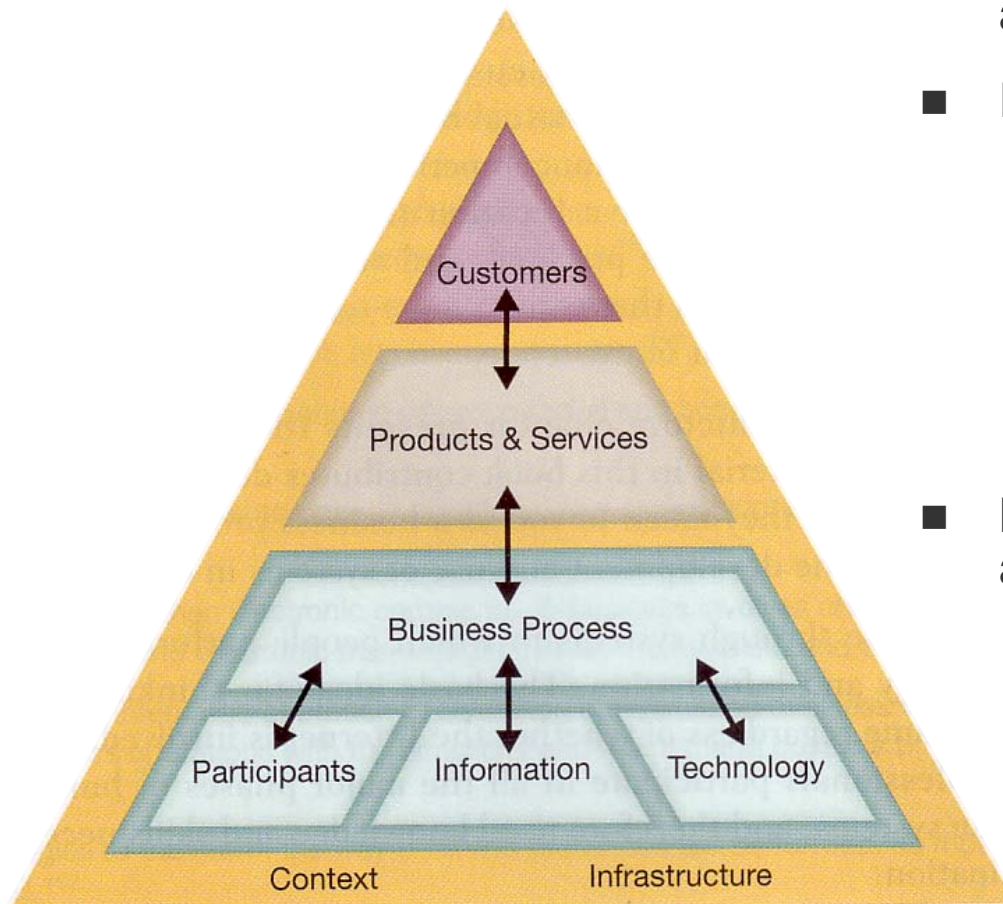 Customers
Products & Services
Business Process
Participants Information Technology
Context Infrastructure